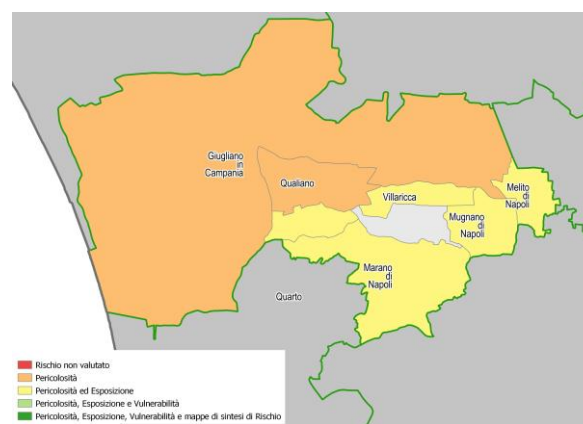 Giugliano
in
Campania
Qualiano
Villaricca
Melito
di
Napoli
Mugnano
di
Napoli
Marano
di
Napoli
Quarto
Rischio non valutato
Pericolosità
Pericolosità ed Esposizione
Pericolosità, Esposizione e Vulnerabilità
Pericolosità, Esposizione, Vulnerabilità e mappe di sintesi di Rischio